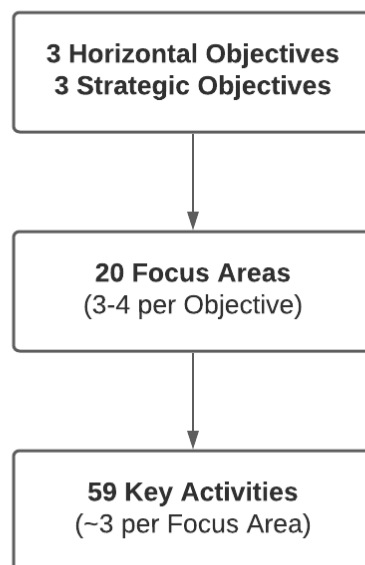 3 Horizontal Objectives
3 Strategic Objectives
20 Focus Areas
(3-4 per Objective)
59 Key Activities
(~3 per Focus Area)